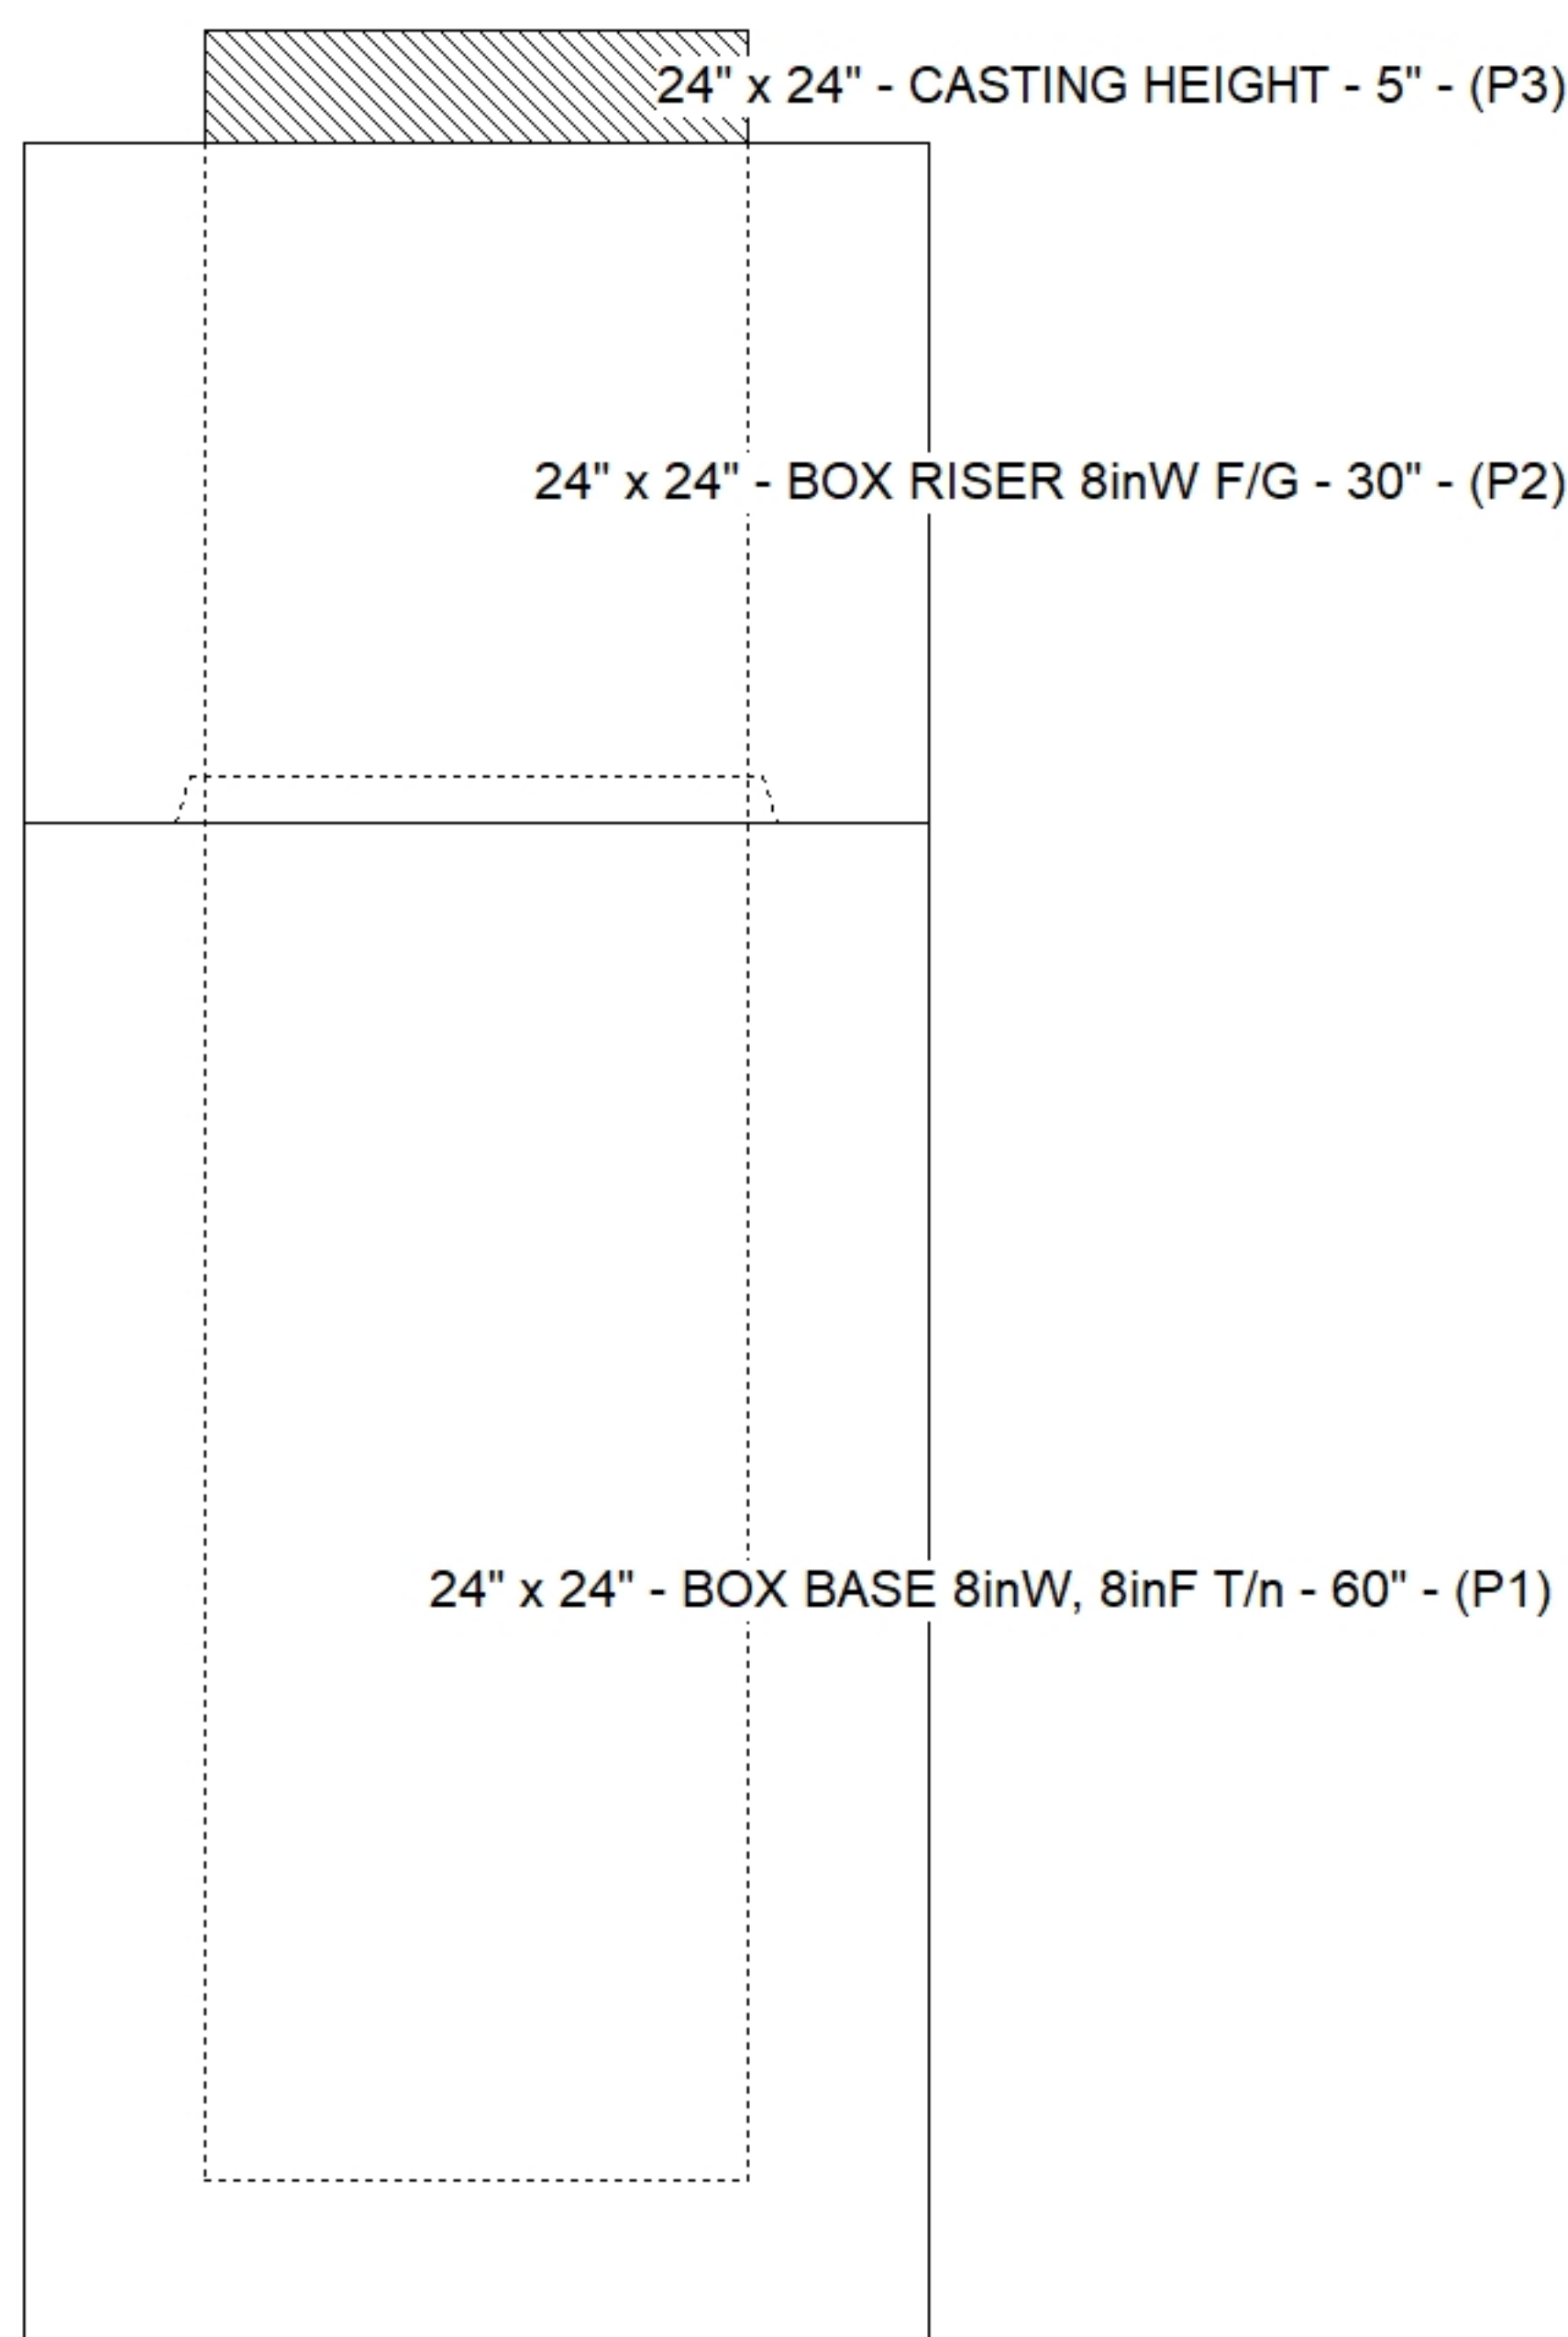 24" x 24" - CASTING HEIGHT - 5" - (P3)
24" x 24" - BOX RISER 8inW F/G - 30" - (P2)
24" x 24" - BOX BASE 8inW, 8inF T/n - 60" - (P1)